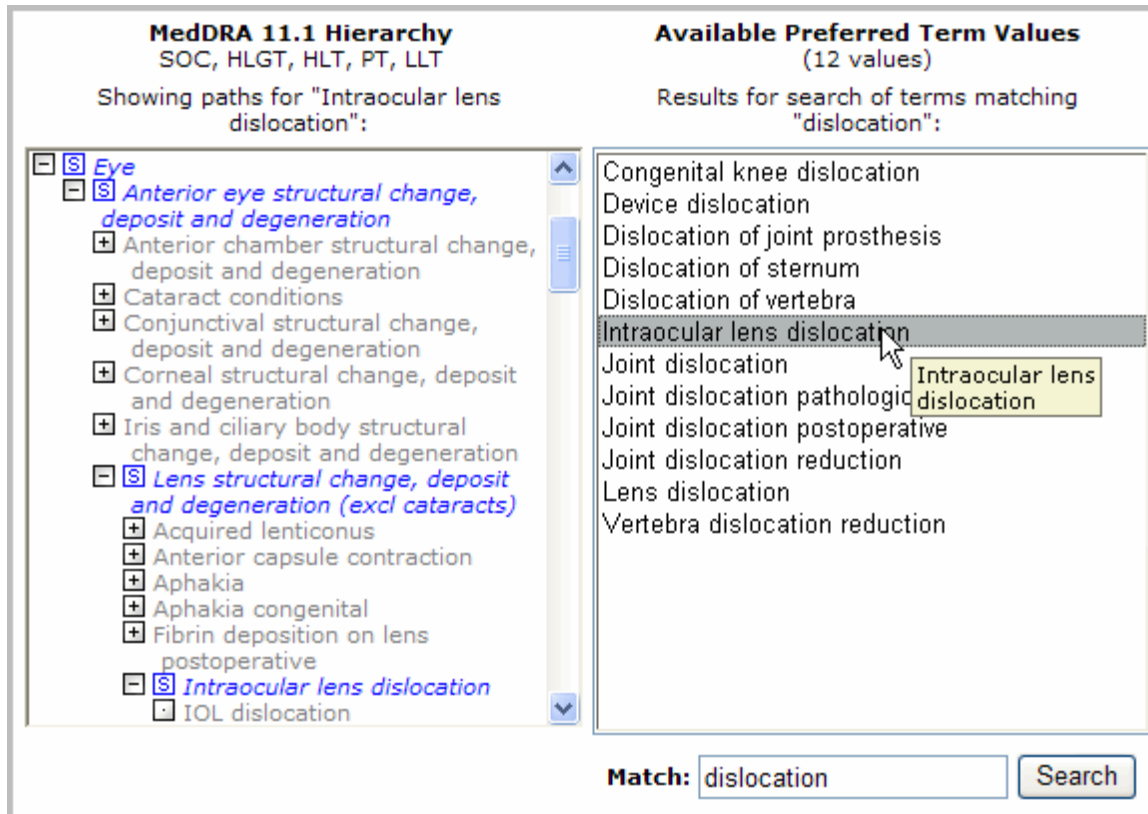 MedDRA 11.1 Hierarchy
SOC, HLGT, HLT, PT, LLT
Showing paths for "Intraocular lens
dislocation":
S Eye
S Anterior eye structural change,
deposit and degeneration
Anterior chamber structural change,
deposit and degeneration
Cataract conditions
Conjunctival structural change,
deposit and degeneration
Corneal structural change, deposit
and degeneration
Iris and ciliary body structural
change, deposit and degeneration
S Lens structural change, deposit
and degeneration (excl cataracts)
Acquired lenticonus
Anterior capsule contraction
Aphakia
Aphakia congenital
Fibrin deposition on lens
postoperative
S Intraocular lens dislocation
IOL dislocation
Available Preferred Term Values
(12 values)
Results for search of terms matching
"dislocation":
Congenital knee dislocation
Device dislocation
Dislocation of joint prosthesis
Dislocation of sternum
Dislocation of vertebra
Intraocular lens dislocation
Joint dislocation
Joint dislocation pathologic
Joint dislocation postoperative
Joint dislocation reduction
Lens dislocation
Vertebra dislocation reduction
Intraocular lens
dislocation
Match: dislocation Search